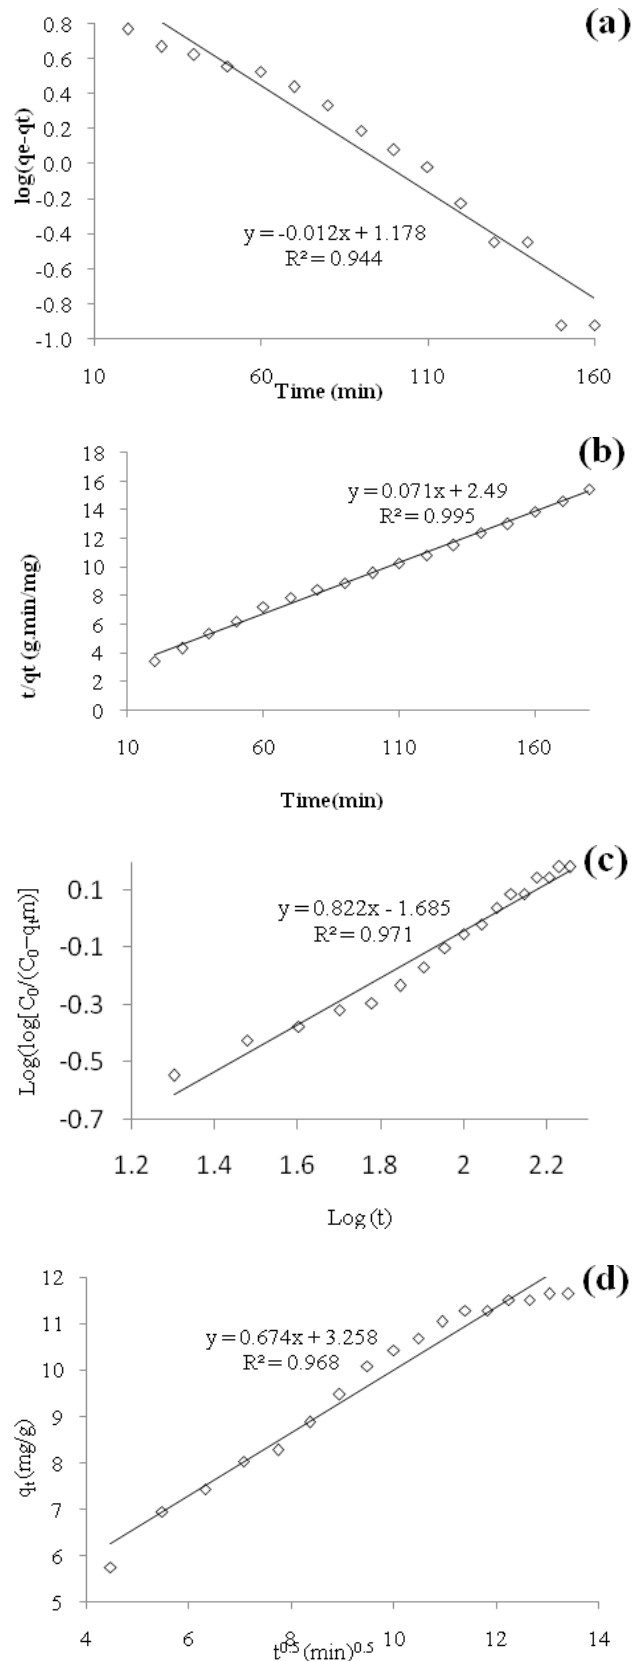 (a)
0.8
0.6
0.4
0.2
0.0
-0.2
-0.4
-0.6
-0.8
-1.0
log(qe-qt)
y = -0.012x + 1.178
R² = 0.944
10 60 110 160
Time (min)
(b)
18
16
14
12
10
8
6
4
2
0
t/qt (g.min/mg)
y = 0.071x + 2.49
R² = 0.995
10 60 110 160
Time(min)
(c)
0.1
-0.1
-0.3
-0.5
-0.7
Log(log[C₀/(C₀-qₜm)]
y = 0.822x - 1.685
R² = 0.971
1.2 1.4 1.6 1.8 2 2.2
Log (t)
(d)
12
11
10
9
8
7
6
5
qₜ(mg/g)
y = 0.674x + 3.258
R² = 0.968
4 6 8 10 12 14
t⁰·⁵ (min)⁰·⁵